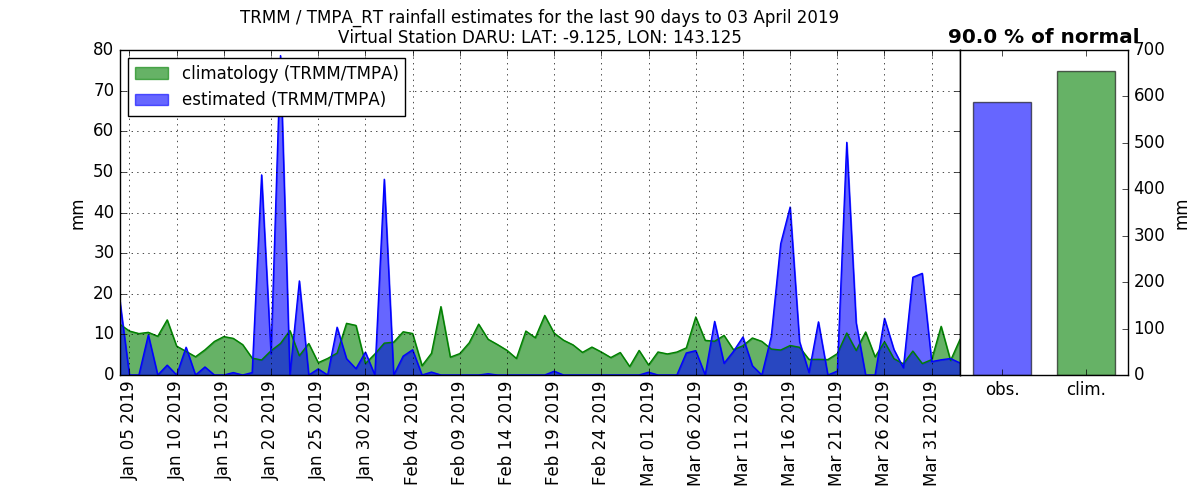 TRMM / TMPA_RT rainfall estimates for the last 90 days to 03 April 2019
Virtual Station DARU: LAT: -9.125, LON: 143.125
90.0 % of normal
climatology (TRMM/TMPA)
estimated (TRMM/TMPA)
80
70
60
50
40
30
20
10
0
mm
Jan 05 2019
Jan 10 2019
Jan 15 2019
Jan 20 2019
Jan 25 2019
Jan 30 2019
Feb 04 2019
Feb 09 2019
Feb 14 2019
Feb 19 2019
Feb 24 2019
Mar 01 2019
Mar 06 2019
Mar 11 2019
Mar 16 2019
Mar 21 2019
Mar 26 2019
Mar 31 2019
700
600
500
400
300
200
100
0
mm
obs.
clim.